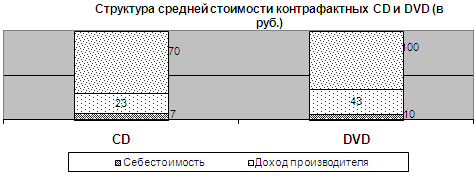 Структура средней стоимости контрафактных CD и DVD (в
руб.)
70
100
23
43
7
10
CD
DVD
Себестоимость
Доход производителя